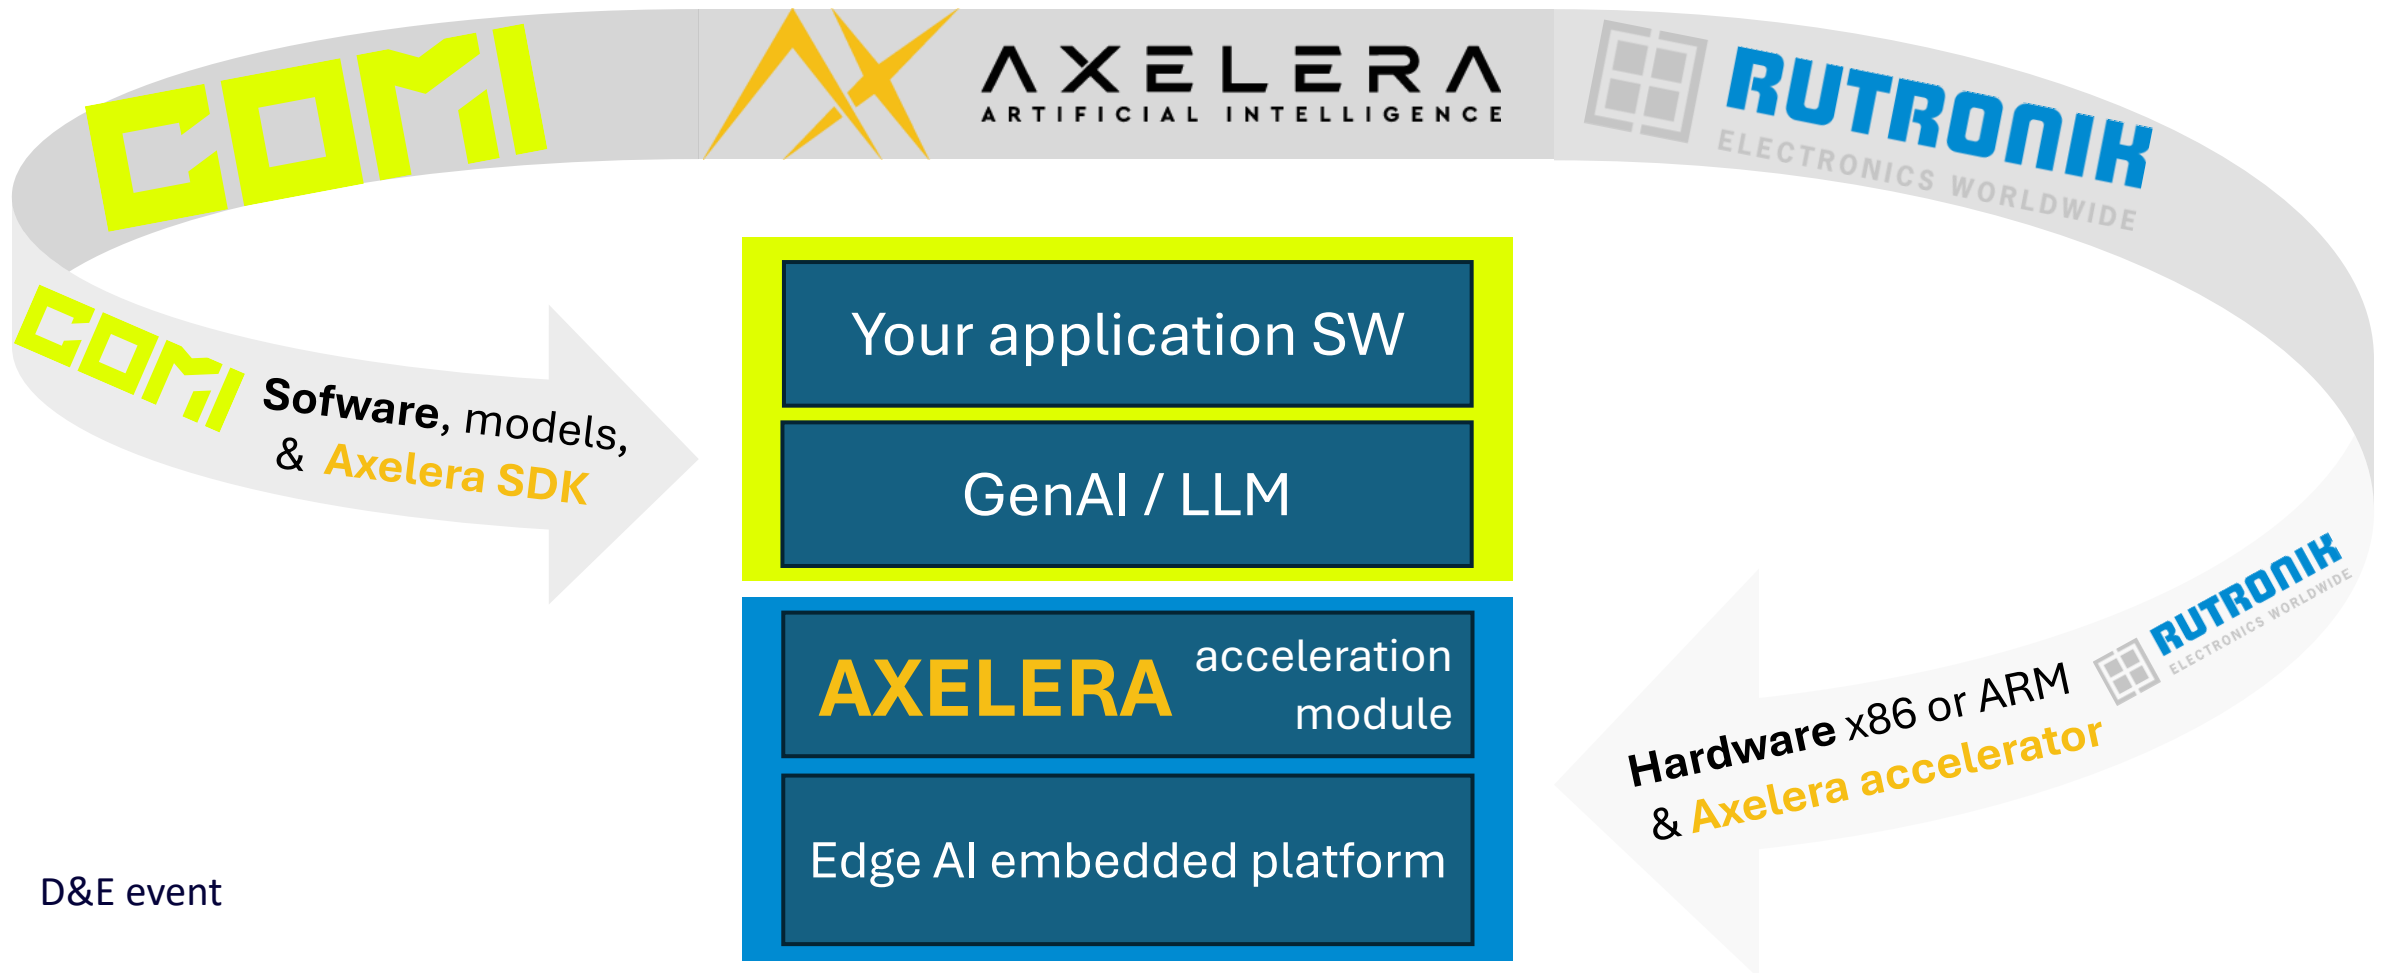 COMI
AXELERA
ARTIFICIAL INTELLIGENCE
RUTRONIK
ELECTRONICS WORLDWIDE
COMI
Sofware, models,
& Axelera SDK
Your application SW
GenAI / LLM
AXELERA acceleration
module
Edge AI embedded platform
RUTRONIK
ELECTRONICS WORLDWIDE
Hardware x86 or ARM
& Axelera accelerator
D&E event